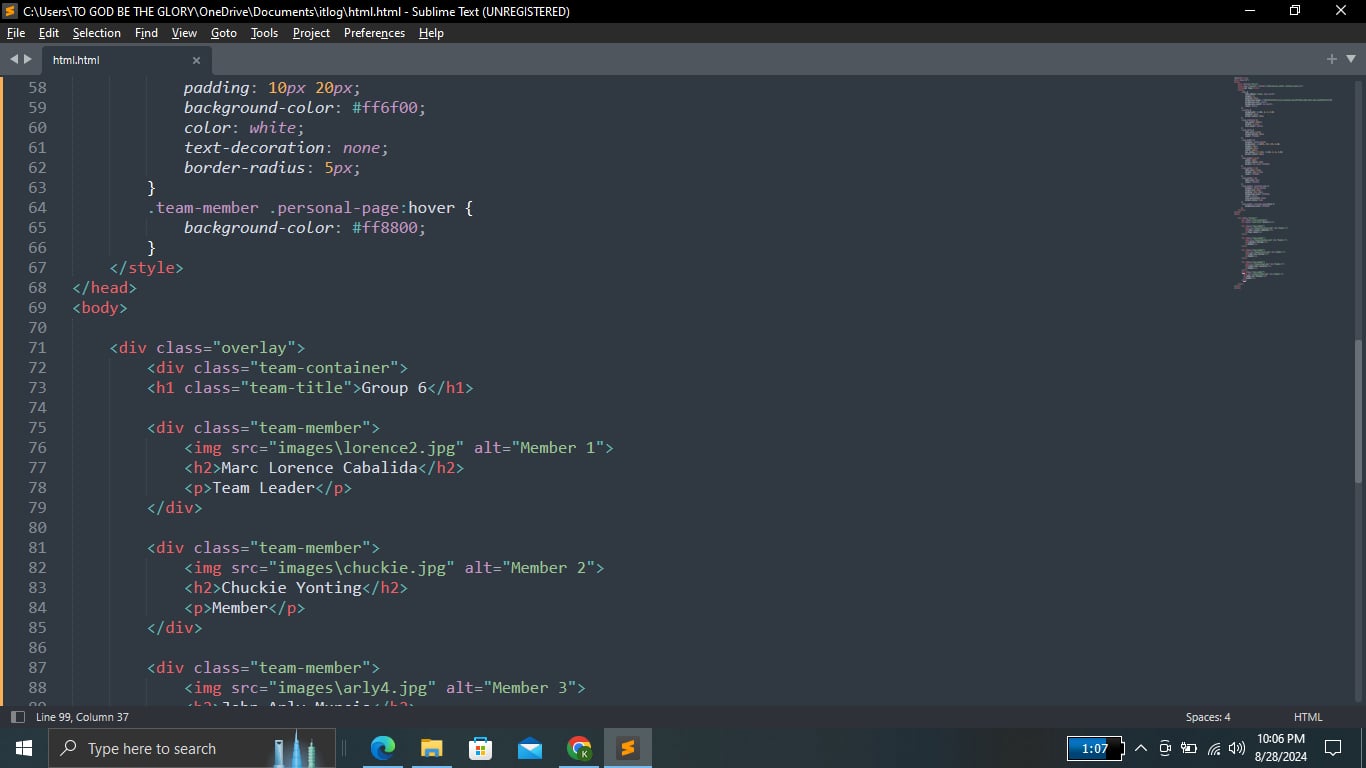 C:\Users\TO GOD BE THE GLORY\OneDrive\Documents\itlog\html.html - Sublime Text (UNREGISTERED)
File Edit Selection Find View Goto Tools Project Preferences Help
html.html
58 padding: 10px 20px;
59 background-color: #ff6f00;
60 color: white;
61 text-decoration: none;
62 border-radius: 5px;
63 }
64 .team-member .personal-page:hover {
65 background-color: #ff8800;
66 }
67 </style>
68 </head>
69 <body>
70
71 <div class="overlay">
72 <div class="team-container">
73 <h1 class="team-title">Group 6</h1>
74
75 <div class="team-member">
76 <img src="images\lorence2.jpg" alt="Member 1">
77 <h2>Marc Lorence Cabalida</h2>
78 <p>Team Leader</p>
79 </div>
80
81 <div class="team-member">
82 <img src="images\chuckie.jpg" alt="Member 2">
83 <h2>Chuckie Yonting</h2>
84 <p>Member</p>
85 </div>
86
87 <div class="team-member">
88 <img src="images\arly4.jpg" alt="Member 3">
Line 99, Column 37 Spaces: 4 HTML
Type here to search
1:07
10:06 PM
8/28/2024